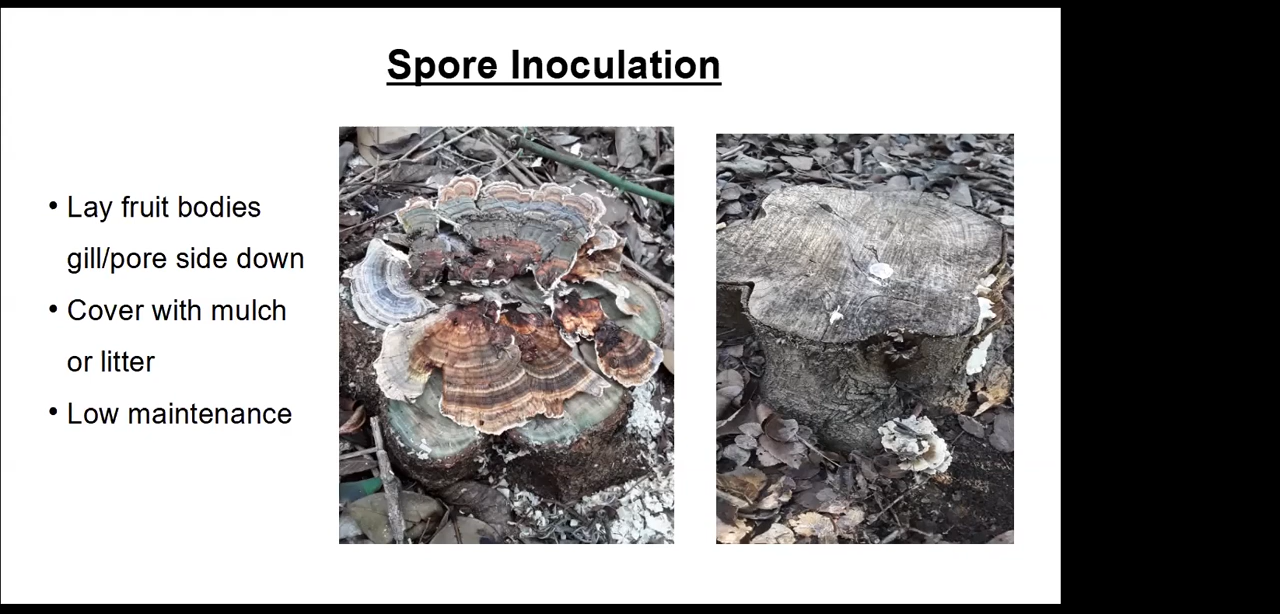 Spore Inoculation
• Lay fruit bodies
gill/pore side down
• Cover with mulch
or litter
• Low maintenance